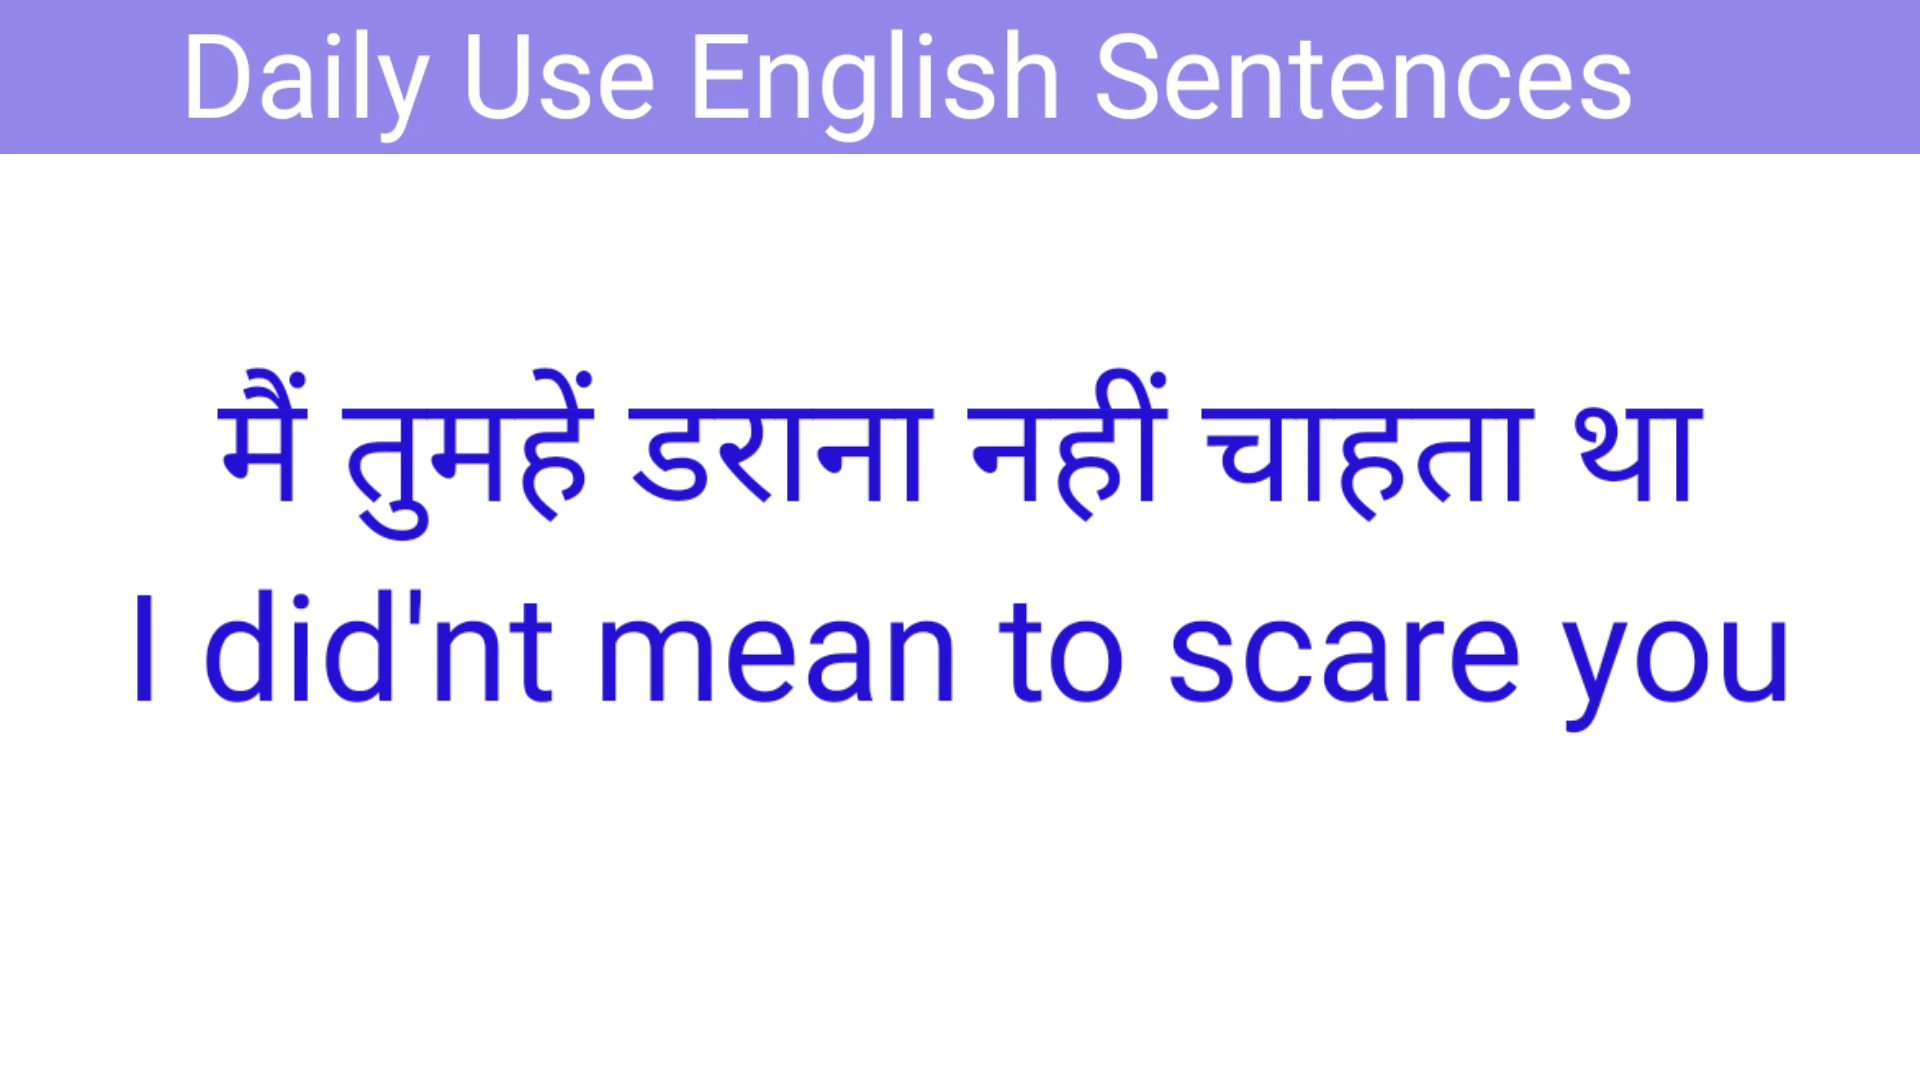 Daily Use English Sentences
मैं तुमहें डराना नहीं चाहता था
I did'nt mean to scare you